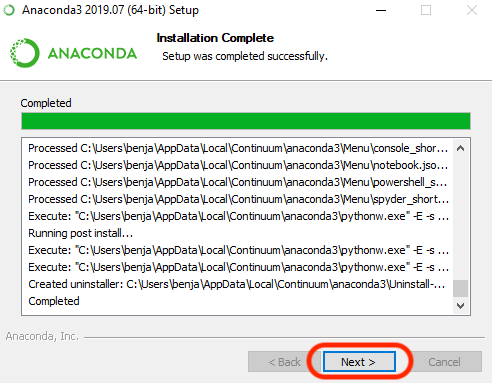 Anaconda3 2019.07 (64-bit) Setup
ANACONDA
Installation Complete
Setup was completed successfully.
Completed
Processed C:\Users\benja\AppData\Local\Continuum\anaconda3\Menu\console_shor...
Processed C:\Users\benja\AppData\Local\Continuum\anaconda3\Menu\notebook.jso...
Processed C:\Users\benja\AppData\Local\Continuum\anaconda3\Menu\powershell_s...
Processed C:\Users\benja\AppData\Local\Continuum\anaconda3\Menu\spyder_short...
Execute: "C:\Users\benja\AppData\Local\Continuum\anaconda3\pythonw.exe" -E -s ...
Running post install...
Execute: "C:\Users\benja\AppData\Local\Continuum\anaconda3\pythonw.exe" -E -s ...
Execute: "C:\Users\benja\AppData\Local\Continuum\anaconda3\pythonw.exe" -E -s ...
Created uninstaller: C:\Users\benja\AppData\Local\Continuum\anaconda3\Uninstall-...
Completed
Anaconda, Inc.
< Back
Next >
Cancel